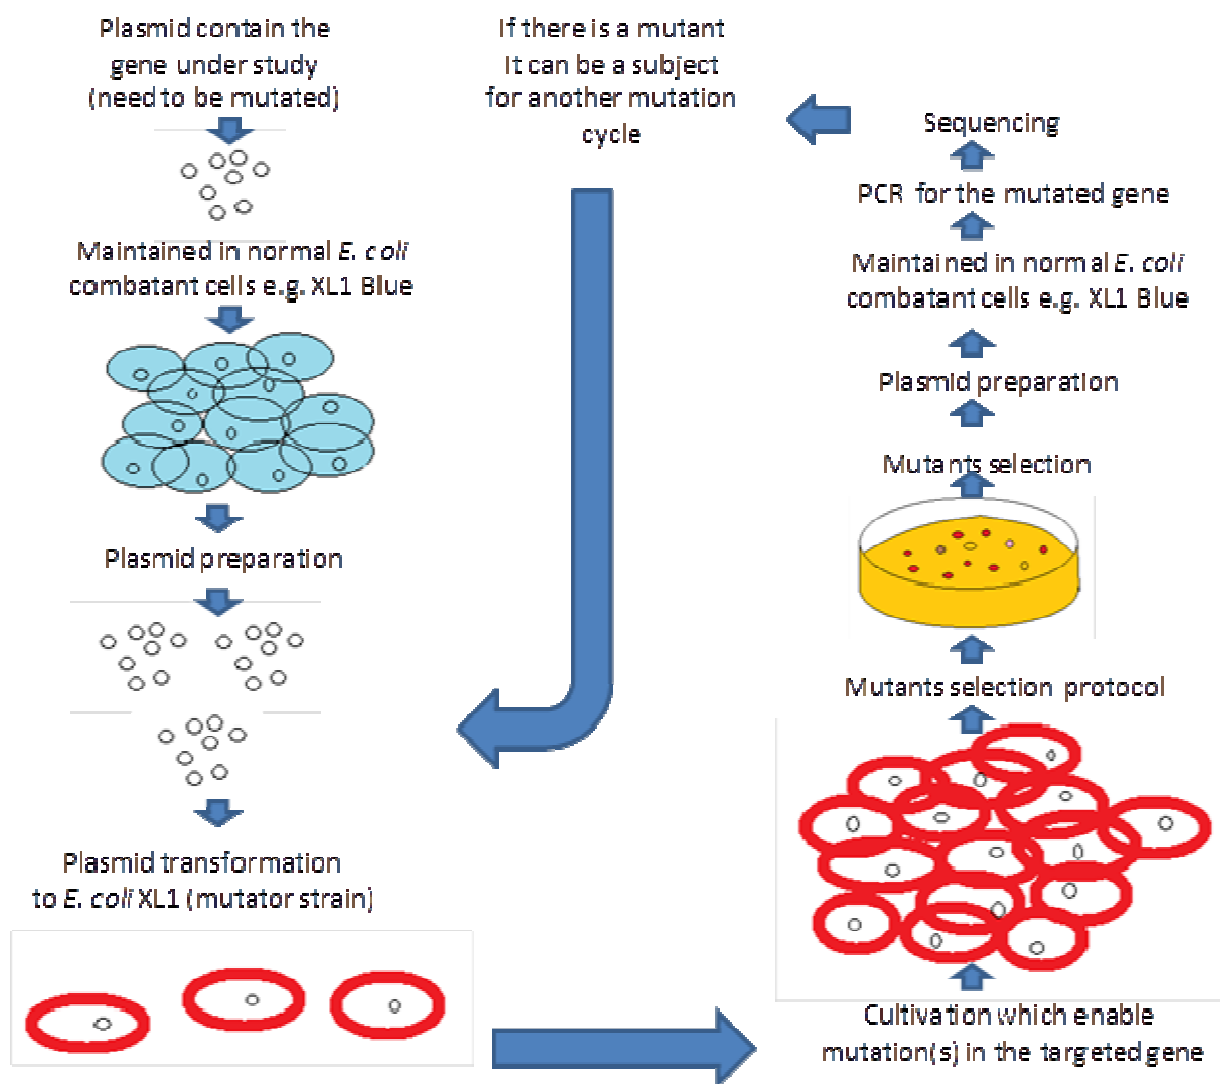 Plasmid contain the
gene under study
(need to be mutated)
Maintained in normal E. coli
combatant cells e.g. XL1 Blue
Plasmid preparation
Plasmid transformation
to E. coli XL1 (mutator strain)
Cultivation which enable
mutation(s) in the targeted gene
Mutants selection protocol
Mutants selection
Plasmid preparation
Maintained in normal E. coli
combatant cells e.g. XL1 Blue
PCR for the mutated gene
Sequencing
If there is a mutant
It can be a subject
for another mutation
cycle